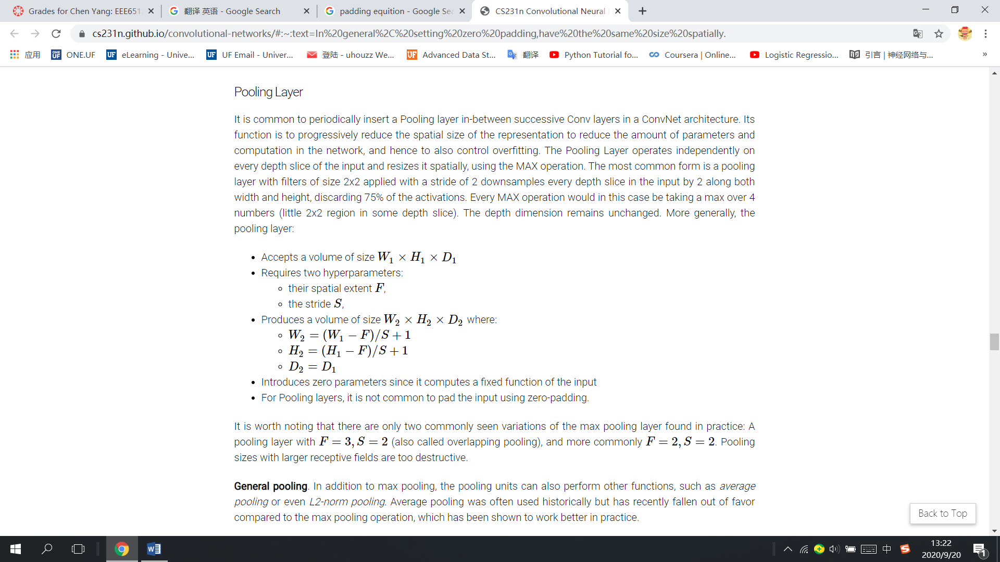 Grades for Chen Yang: EEE651
翻译 英语 - Google Search
padding equition - Google Sea
CS231n Convolutional Neural
cs231n.github.io/convolutional-networks/#:~:text=In%20general%2C%20setting%20zero%20padding,have%20the%20same%20size%20spatially.
应用
ONE.UF
eLearning - Unive...
UF Email - Univer...
登陆 - uhouzz We...
Advanced Data St...
翻译
Python Tutorial fo...
Coursera | Online...
Logistic Regressio...
引言 | 神经网络与...
»
Pooling Layer
It is common to periodically insert a Pooling layer in-between successive Conv layers in a ConvNet architecture. Its
function is to progressively reduce the spatial size of the representation to reduce the amount of parameters and
computation in the network, and hence to also control overfitting. The Pooling Layer operates independently on
every depth slice of the input and resizes it spatially, using the MAX operation. The most common form is a pooling
layer with filters of size 2x2 applied with a stride of 2 downsamples every depth slice in the input by 2 along both
width and height, discarding 75% of the activations. Every MAX operation would in this case be taking a max over 4
numbers (little 2x2 region in some depth slice). The depth dimension remains unchanged. More generally, the
pooling layer:
• Accepts a volume of size W₁ × H₁ × D₁
• Requires two hyperparameters:
◦ their spatial extent F,
◦ the stride S,
• Produces a volume of size W₂ × H₂ × D₂ where:
◦ W₂ = (W₁ − F)/S + 1
◦ H₂ = (H₁ − F)/S + 1
◦ D₂ = D₁
• Introduces zero parameters since it computes a fixed function of the input
• For Pooling layers, it is not common to pad the input using zero-padding.
It is worth noting that there are only two commonly seen variations of the max pooling layer found in practice: A
pooling layer with F = 3, S = 2 (also called overlapping pooling), and more commonly F = 2, S = 2. Pooling
sizes with larger receptive fields are too destructive.
General pooling. In addition to max pooling, the pooling units can also perform other functions, such as average
pooling or even L2-norm pooling. Average pooling was often used historically but has recently fallen out of favor
compared to the max pooling operation, which has been shown to work better in practice.
Back to Top
中
13:22
2020/9/20
1